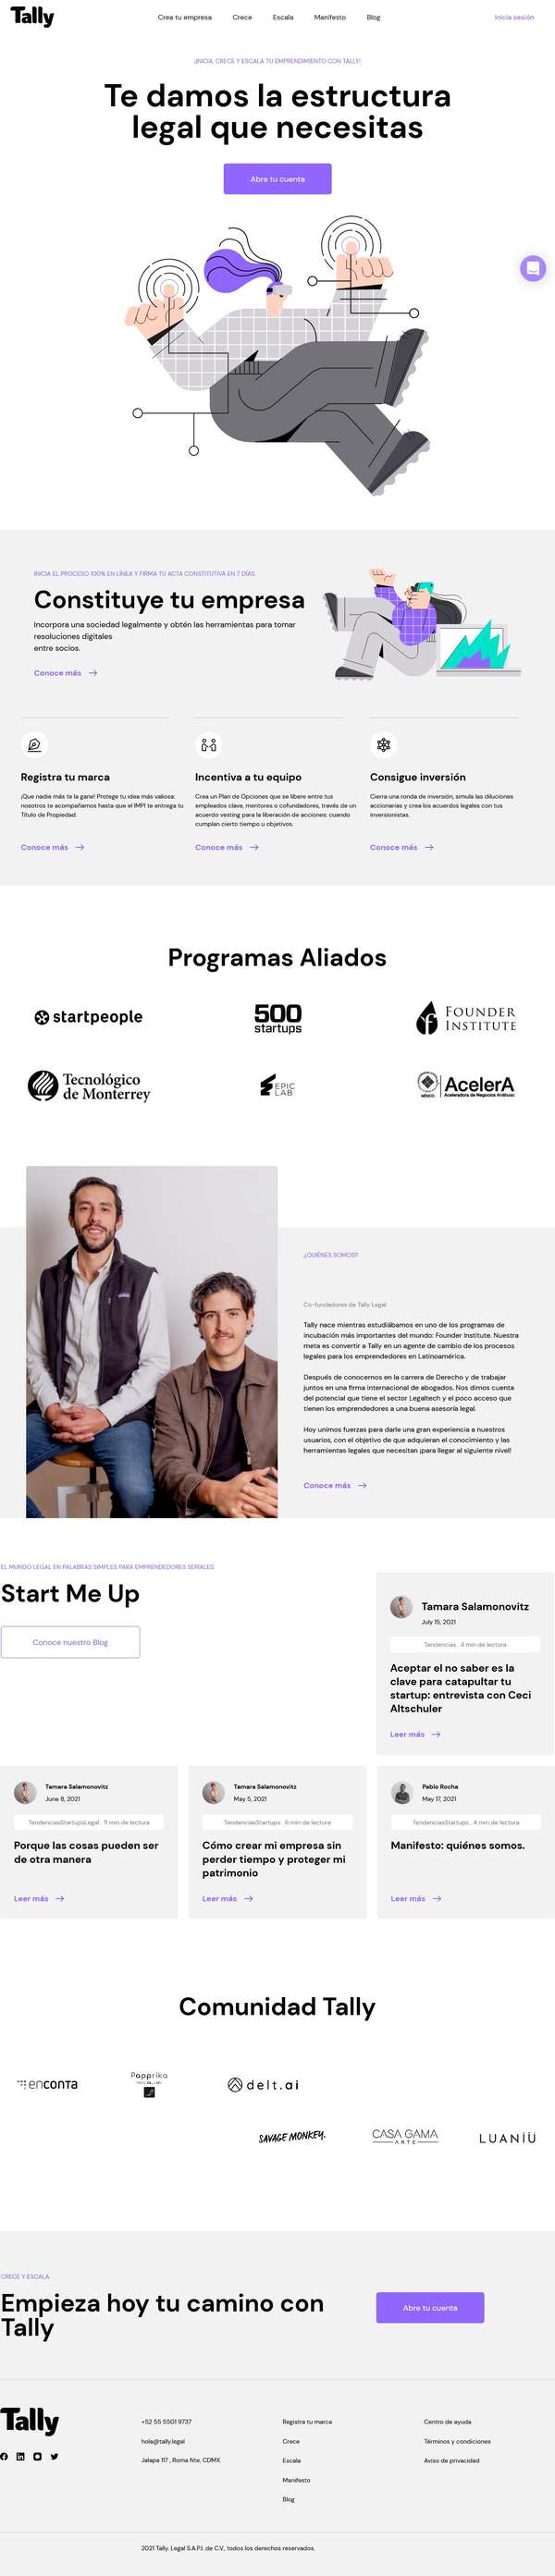 Tally
Crea tu empresa
Crece
Escala
Manifesto
Blog
Inicia sesión
¡INICIA, CRECE Y ESCALA TU EMPRENDIMIENTO CON TALLY!
Te damos la estructura
legal que necesitas
Abre tu cuenta
INICIA EL PROCESO 100% EN LÍNEA Y FIRMA TU ACTA CONSTITUTIVA EN 7 DÍAS.
Constituye tu empresa
Incorpora una sociedad legalmente y obtén las herramientas para tomar
resoluciones digitales
entre socios.
Conoce más
Registra tu marca
¡Que nadie más te la gane! Protege tu idea más valiosa:
nosotros te acompañamos hasta que el IMPI te entrega tu
Título de Propiedad.
Conoce más
Incentiva a tu equipo
Crea un Plan de Opciones que se libere entre tus
empleados clave, mentores o cofundadores, través de un
acuerdo vesting para la liberación de acciones: cuando
cumplan cierto tiempo u objetivos.
Conoce más
Consigue inversión
Cierra una ronda de inversión, simula las diluciones
accionarias y crea los acuerdos legales con tus
inversionistas.
Conoce más
Programas Aliados
startpeople
500
startups
FOUNDER
INSTITUTE
Tecnológico
de Monterrey
EPIC
LAB
MÉXICO
AcelerA
Aceleradora de Negocios Anáhuac
¿QUIÉNES SOMOS?
Co-fundadores de Tally Legal
Tally nace mientras estudiábamos en uno de los programas de
incubación más importantes del mundo: Founder Institute. Nuestra
meta es convertir a Tally en un agente de cambio de los procesos
legales para los emprendedores en Latinoamérica.
Después de conocernos en la carrera de Derecho y de trabajar
juntos en una firma internacional de abogados. Nos dimos cuenta
del potencial que tiene el sector Legaltech y el poco acceso que
tienen los emprendedores a una buena asesoría legal.
Hoy unimos fuerzas para darle una gran experiencia a nuestros
usuarios, con el objetivo de que adquieran el conocimiento y las
herramientas legales que necesitan ¡para llegar al siguiente nivel!
Conoce más
EL MUNDO LEGAL EN PALABRAS SIMPLES PARA EMPRENDEDORES SERIALES
Start Me Up
Conoce nuestro Blog
Tamara Salamonovitz
July 15, 2021
Tendencias . 4 min de lectura
Aceptar el no saber es la
clave para catapultar tu
startup: entrevista con Ceci
Altschuler
Leer más
Tamara Salamonovitz
June 8, 2021
TendenciasStartupsLegal . 11 min de lectura
Porque las cosas pueden ser
de otra manera
Leer más
Tamara Salamonovitz
May 5, 2021
TendenciasStartups . 6 min de lectura
Cómo crear mi empresa sin
perder tiempo y proteger mi
patrimonio
Leer más
Pablo Rocha
May 17, 2021
TendenciasStartups . 4 min de lectura
Manifesto: quiénes somos.
Leer más
Comunidad Tally
enconta
Papprika
delt.ai
SAVAGE MONKEY.
CASA GAMA
ARTE
LUANIU
CRECE Y ESCALA
Empieza hoy tu camino con
Tally
Abre tu cuenta
Tally
+52 55 5501 9737
hola@tally.legal
Jalapa 117 , Roma Nte, CDMX.
Registra tu marca
Crece
Escala
Manifesto
Blog
Centro de ayuda
Términos y condiciones
Aviso de privacidad
2021 Tally. Legal S.A.P.I. de C.V., todos los derechos reservados.